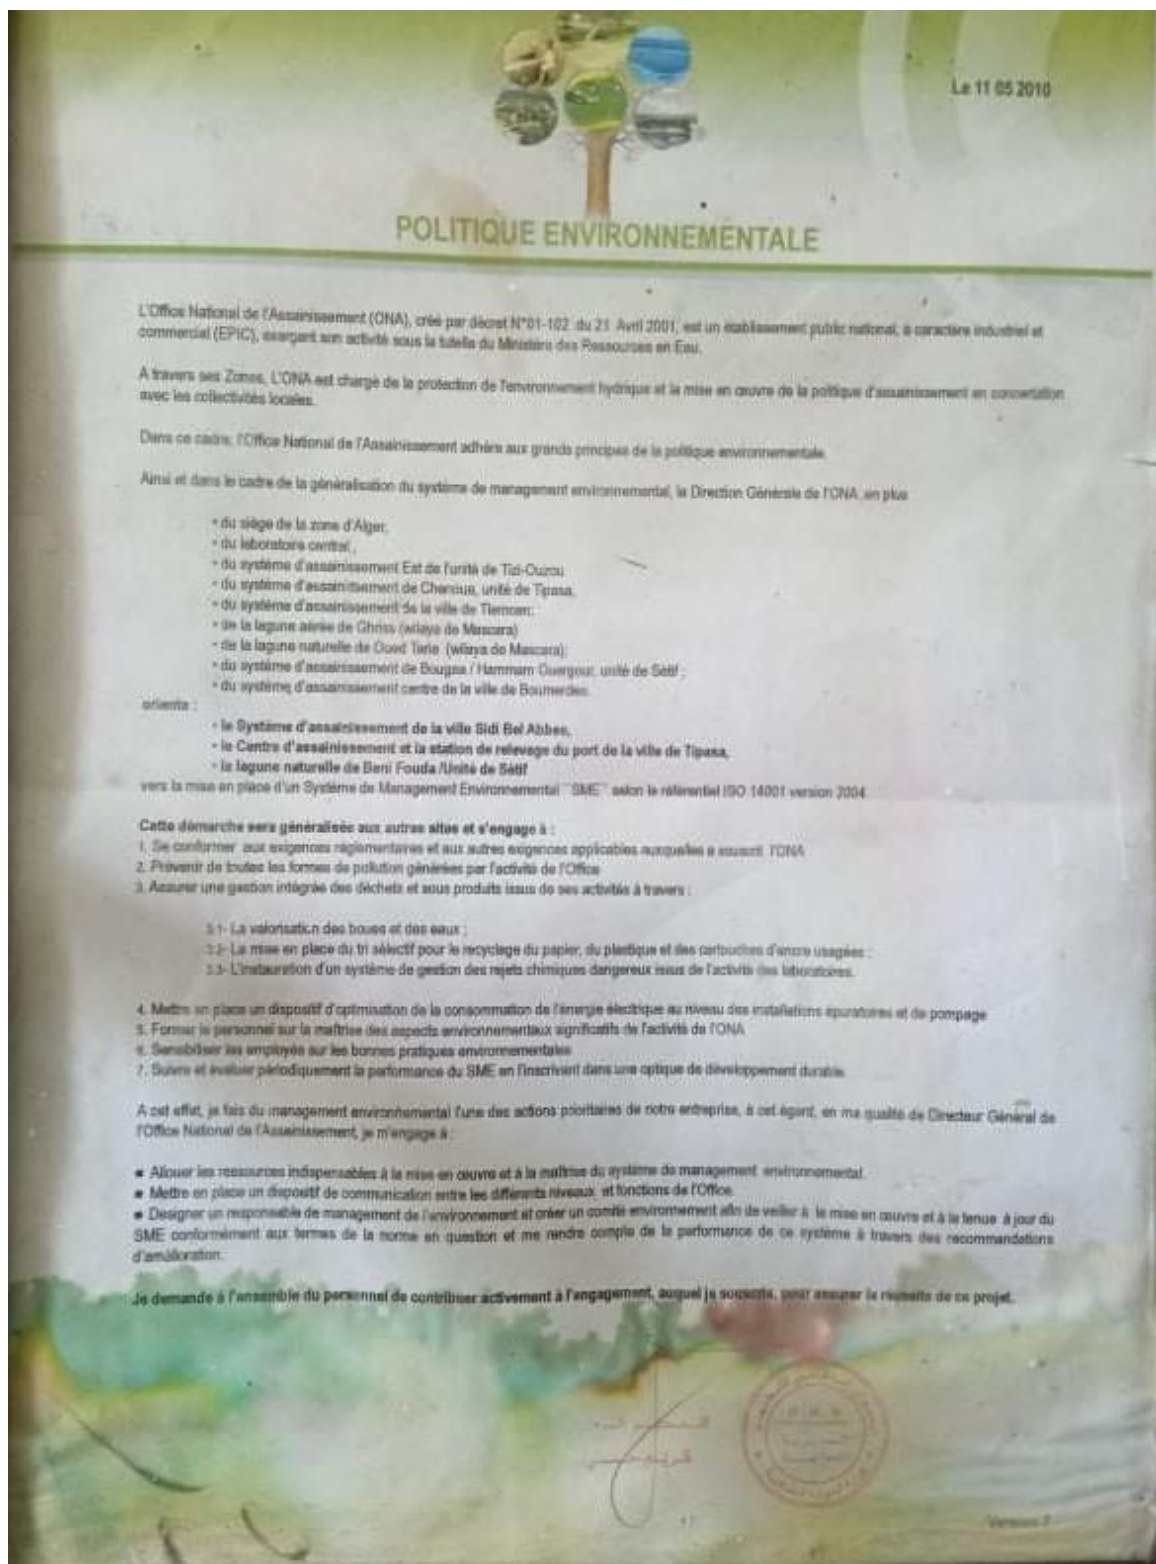 Le 11 05 2010
POLITIQUE ENVIRONNEMENTALE
L'Office National de l'Assainissement (ONA), créé par décret N°01-102 du 21 Avril 2001, est un établissement public national, à caractère industriel et
commercial (EPIC), exerçant son activité sous la tutelle du Ministère des Ressources en Eau.
A travers ses Zones, L'ONA est chargé de la protection de l'environnement hydrique et la mise en œuvre de la politique d'assainissement en concertation
avec les collectivités locales.
Dans ce cadre, l'Office National de l'Assainissement adhère aux grands principes de la politique environnementale.
Ainsi et dans le cadre de la généralisation du système de management environnemental, la Direction Générale de l'ONA, en plus
• du siège de la zone d'Alger,
• du laboratoire central,
• du système d'assainissement Est de l'unité de Tizi-Ouzou
• du système d'assainissement de Chenoua, unité de Tipasa,
• du système d'assainissement de la ville de Tlemcen;
• de la lagune aérée de Ghriss (wilaya de Mascara)
• de la lagune naturelle de Oued Taria (wilaya de Mascara);
• du système d'assainissement de Bougaa / Hammam Guergour, unité de Sétif ;
• du système d'assainissement centre de la ville de Boumerdes.
oriente :
• le Système d'assainissement de la ville Sidi Bel Abbes,
• le Centre d'assainissement et la station de relevage du port de la ville de Tipasa,
• la lagune naturelle de Beni Fouda /Unité de Sétif
vers la mise en place d'un Système de Management Environnemental "SME" selon le référentiel ISO 14001 version 2004
Cette démarche sera généralisée aux autres sites et s'engage à :
1. Se conformer aux exigences réglementaires et aux autres exigences applicables auxquelles a souscrit l'ONA
2. Prévenir de toutes les formes de pollution générées par l'activité de l'Office
3. Assurer une gestion intégrée des déchets et sous produits issus de ses activités à travers :
3.1- La valorisation des boues et des eaux ;
3.2- La mise en place du tri sélectif pour le recyclage du papier, du plastique et des cartouches d'encre usagées ;
3.3- L'instauration d'un système de gestion des rejets chimiques dangereux issus de l'activité des laboratoires.
4. Mettre en place un dispositif d'optimisation de la consommation de l'énergie électrique au niveau des installations épuratoires et de pompage
5. Former le personnel sur la maîtrise des aspects environnementaux significatifs de l'activité de l'ONA
6. Sensibiliser les employés sur les bonnes pratiques environnementales
7. Suivre et évaluer périodiquement la performance du SME en l'inscrivant dans une optique de développement durable
A cet effet, je fais du management environnemental l'une des actions prioritaires de notre entreprise, à cet égard, en ma qualité de Directeur Général de
l'Office National de l'Assainissement, je m'engage à :
■ Allouer les ressources indispensables à la mise en œuvre et à la maîtrise du système de management environnemental.
■ Mettre en place un dispositif de communication entre les différents niveaux et fonctions de l'Office.
■ Designer un responsable de management de l'environnement et créer un comité environnement afin de veiller à la mise en œuvre et à la tenue à jour du
SME conformément aux termes de la norme en question et me rendre compte de la performance de ce système à travers des recommandations
d'amélioration.
Je demande à l'ensemble du personnel de contribuer activement à l'engagement, auquel je souscris, pour assurer la réussite de ce projet.
Version 7